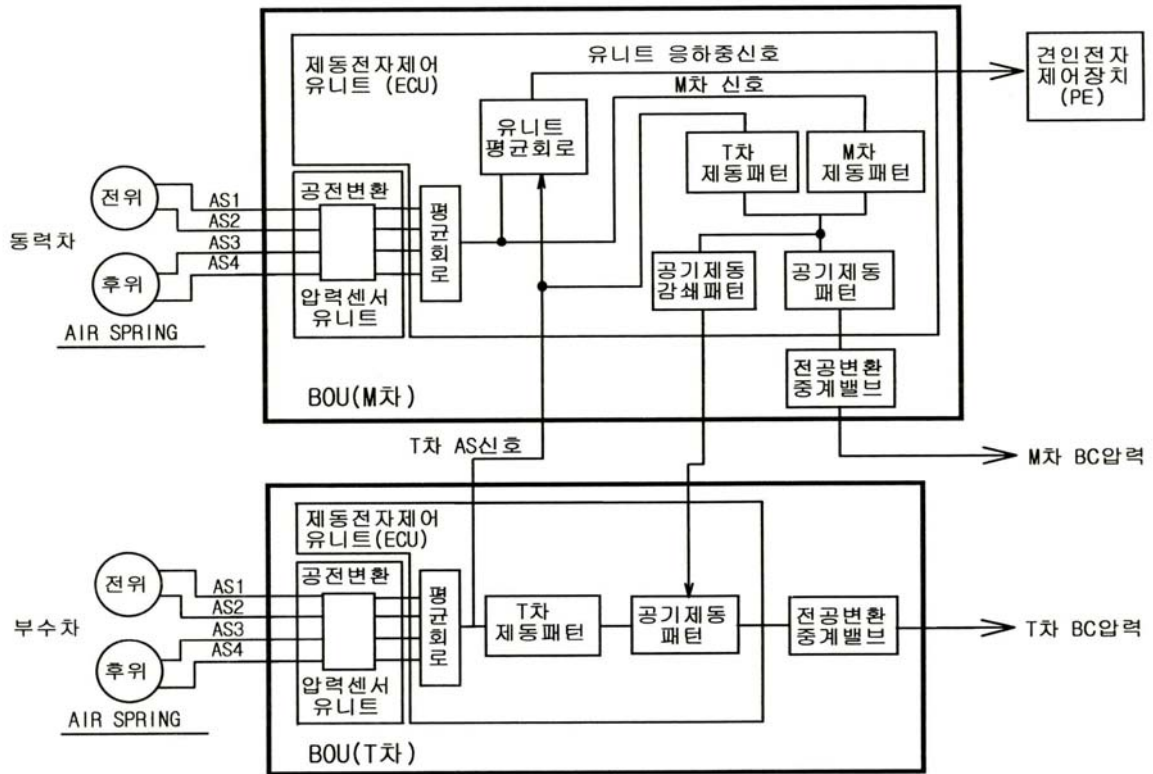 제동전자제어
유니트 (ECU)
유니트 응하중신호
견인전자
제어장치
(PE)
M차 신호
유니트
평균회로
T차
제동패턴
M차
제동패턴
동력차
전위
후위
AS1
AS2
AS3
AS4
AIR SPRING
공전변환
압력센서
유니트
평균회로
공기제동
감쇄패턴
공기제동
패턴
전공변환
중계밸브
BOU(M차)
T차 AS신호
M차 BC압력
제동전자제어
유니트(ECU)
부수차
전위
후위
AS1
AS2
AS3
AS4
AIR SPRING
공전변환
압력센서
유니트
평균회로
T차
제동패턴
공기제동
패턴
전공변환
중계밸브
T차 BC압력
BOU(T차)